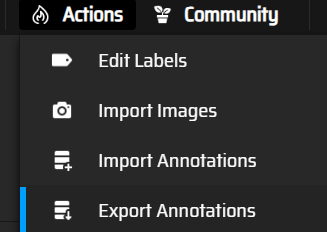 Actions Community
Edit Labels
Import Images
Import Annotations
Export Annotations